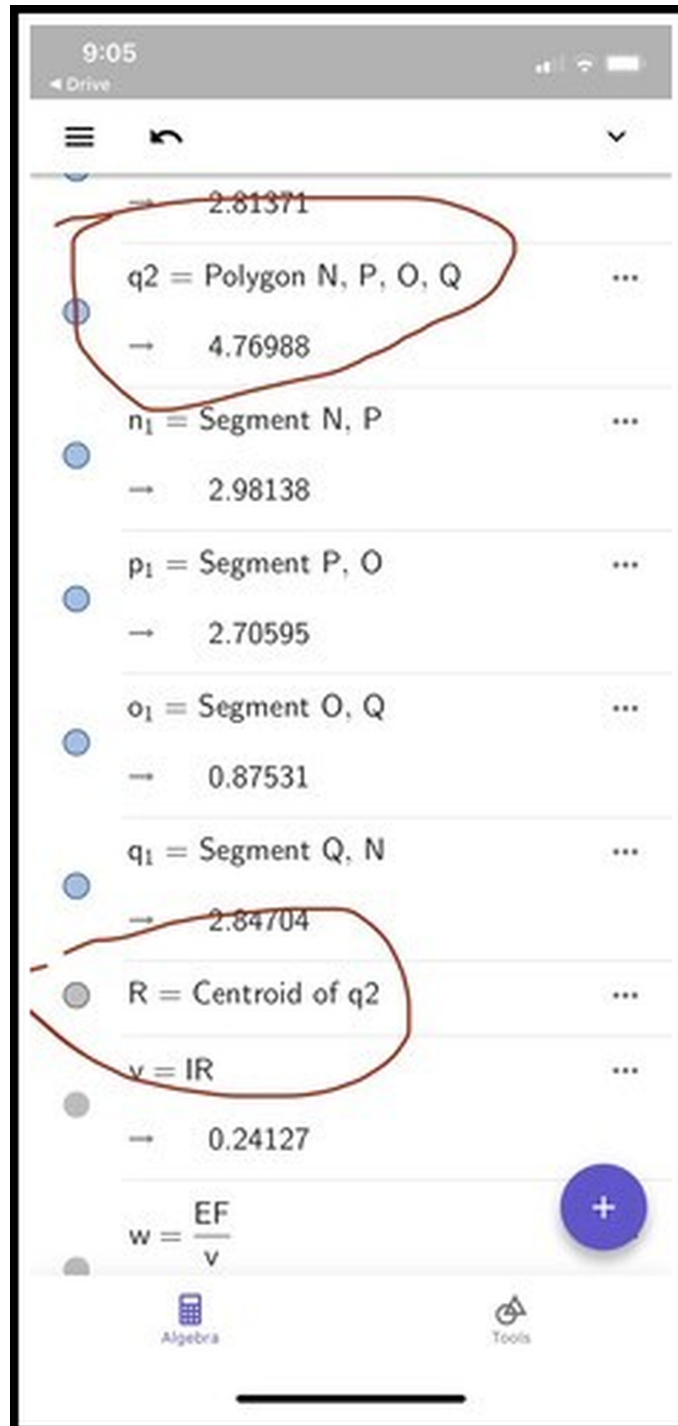 9:05
◄ Drive
→ 2.81371
q2 = Polygon N, P, O, Q
→ 4.76988
n₁ = Segment N, P
→ 2.98138
p₁ = Segment P, O
→ 2.70595
o₁ = Segment O, Q
→ 0.87531
q₁ = Segment Q, N
→ 2.84704
R = Centroid of q2
v = IR
→ 0.24127
w = EF/v
Algebra
Tools